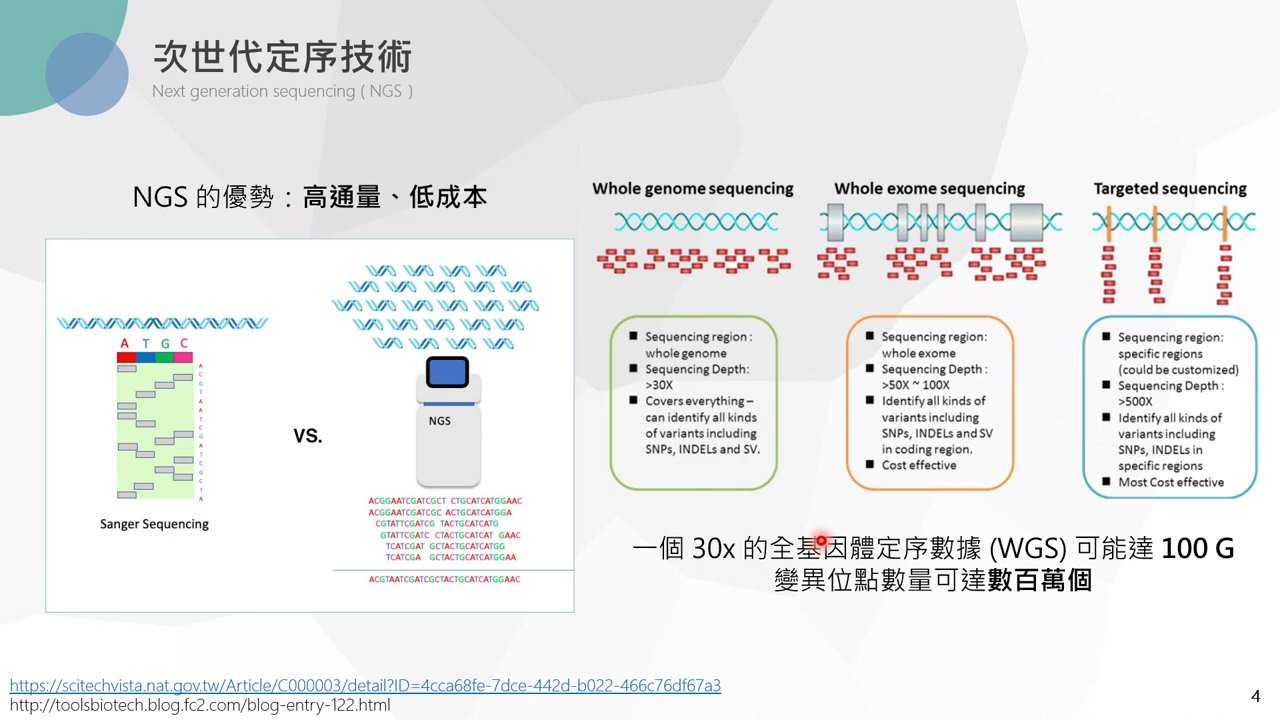 次世代定序技術
Next generation sequencing ( NGS )
NGS 的優勢：高通量、低成本
A T G C
A
C
G
T
A
A
T
C
G
A
T
C
G
C
T
A
Sanger Sequencing
VS.
NGS
ACGGAATCGATCGCT CTGCATCATGGAAC
ACGGAATCGATCGC ACTGCATCATGGA
CGTATTCGATCG TACTGCATCATG
GTATTCGATC CTACTGCATCAT GAAC
TCATCGAT GCTACTGCATCATGG
TCATCGA GCTACTGCATCATGGAA
ACGTAATCGATCGCTACTGCATCATGGAAC
Whole genome sequencing
■ Sequencing region :
whole genome
■ Sequencing Depth:
>30X
■ Covers everything –
can identify all kinds
of variants including
SNPs, INDELs and SV.
Whole exome sequencing
■ Sequencing region:
whole exome
■ Sequencing Depth :
>50X ~ 100X
■ Identify all kinds of
variants including
SNPs, INDELs and SV
in coding region.
■ Cost effective
Targeted sequencing
■ Sequencing region:
specific regions
(could be customized)
■ Sequencing Depth :
>500X
■ Identify all kinds of
variants including
SNPs, INDELs in
specific regions
■ Most Cost effective
一個 30x 的全基因體定序數據 (WGS) 可能達 100 G
變異位點數量可達數百萬個
https://scitechvista.nat.gov.tw/Article/C000003/detail?ID=4cca68fe-7dce-442d-b022-466c76df67a3
http://toolsbiotech.blog.fc2.com/blog-entry-122.html
4